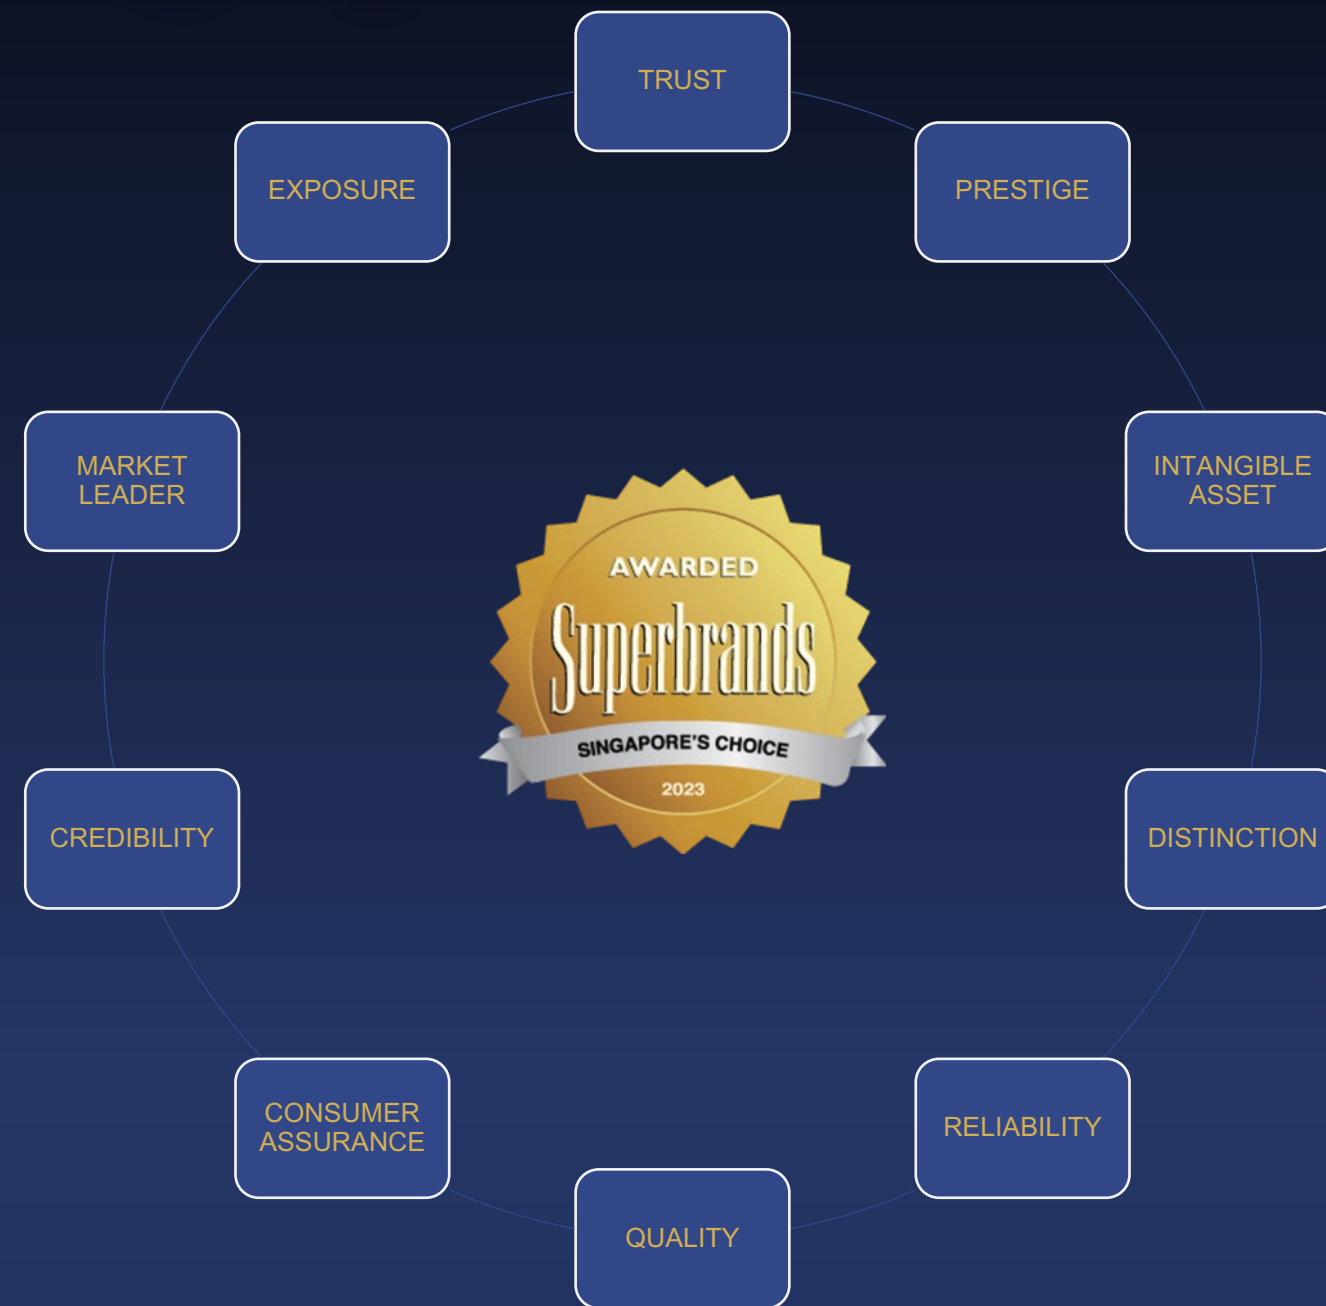 TRUST
EXPOSURE
PRESTIGE
MARKET
LEADER
INTANGIBLE
ASSET
AWARDED
Superbrands
SINGAPORE'S CHOICE
2023
CREDIBILITY
DISTINCTION
CONSUMER
ASSURANCE
RELIABILITY
QUALITY